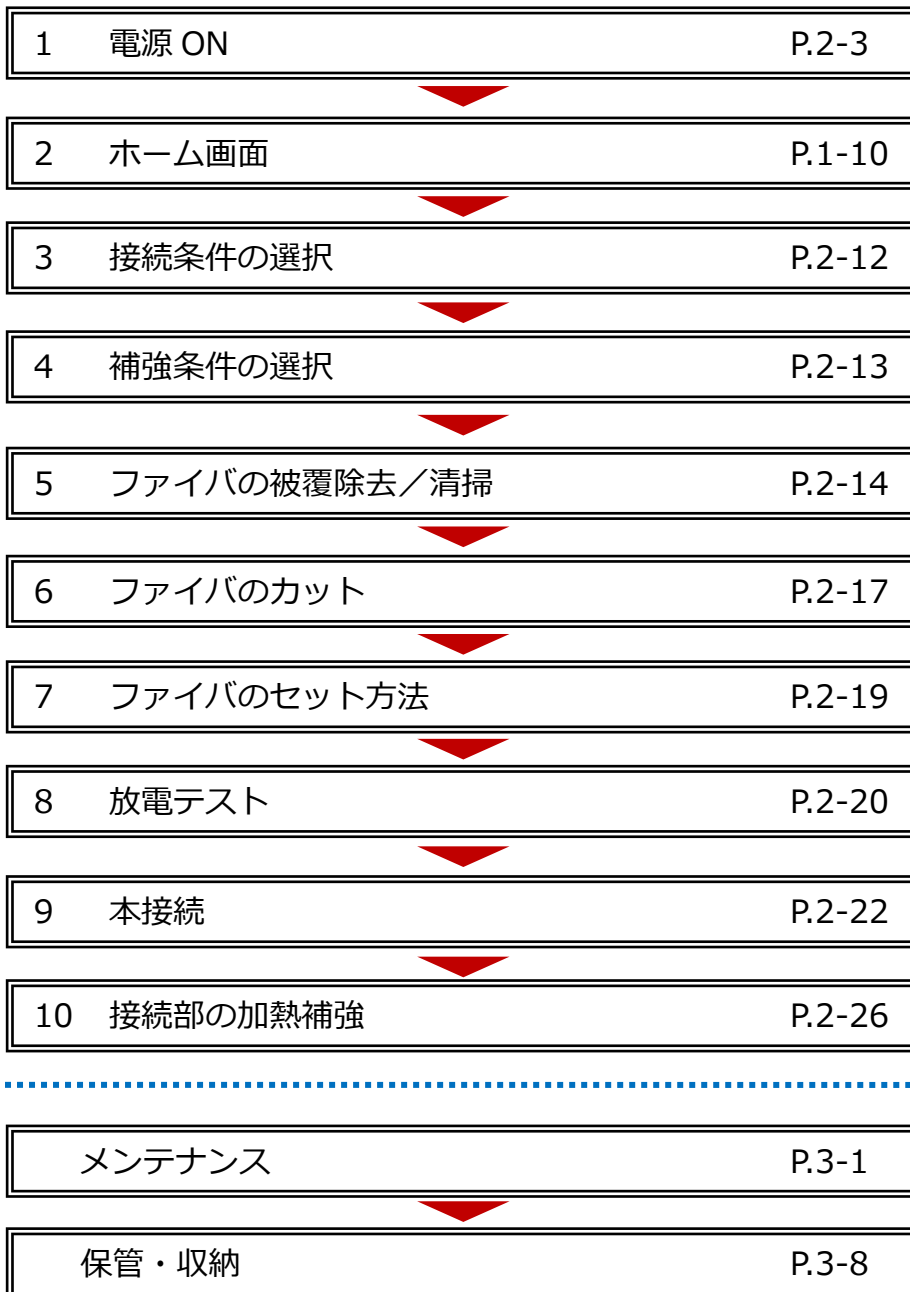 1 電源 ON P.2-3
2 ホーム画面 P.1-10
3 接続条件の選択 P.2-12
4 補強条件の選択 P.2-13
5 ファイバの被覆除去／清掃 P.2-14
6 ファイバのカット P.2-17
7 ファイバのセット方法 P.2-19
8 放電テスト P.2-20
9 本接続 P.2-22
10 接続部の加熱補強 P.2-26
メンテナンス P.3-1
保管・収納 P.3-8